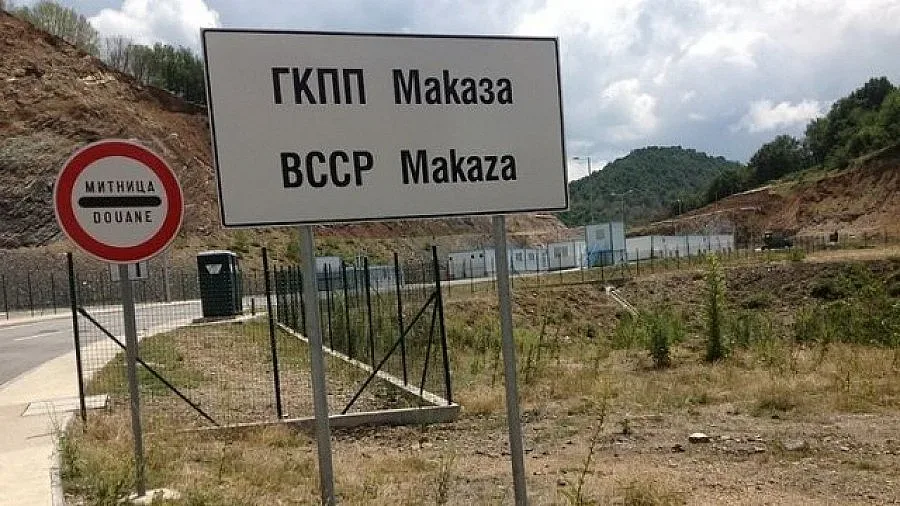 ГКПП Маказа
BCCP Makaza
МИТНИЦА
DOUANE